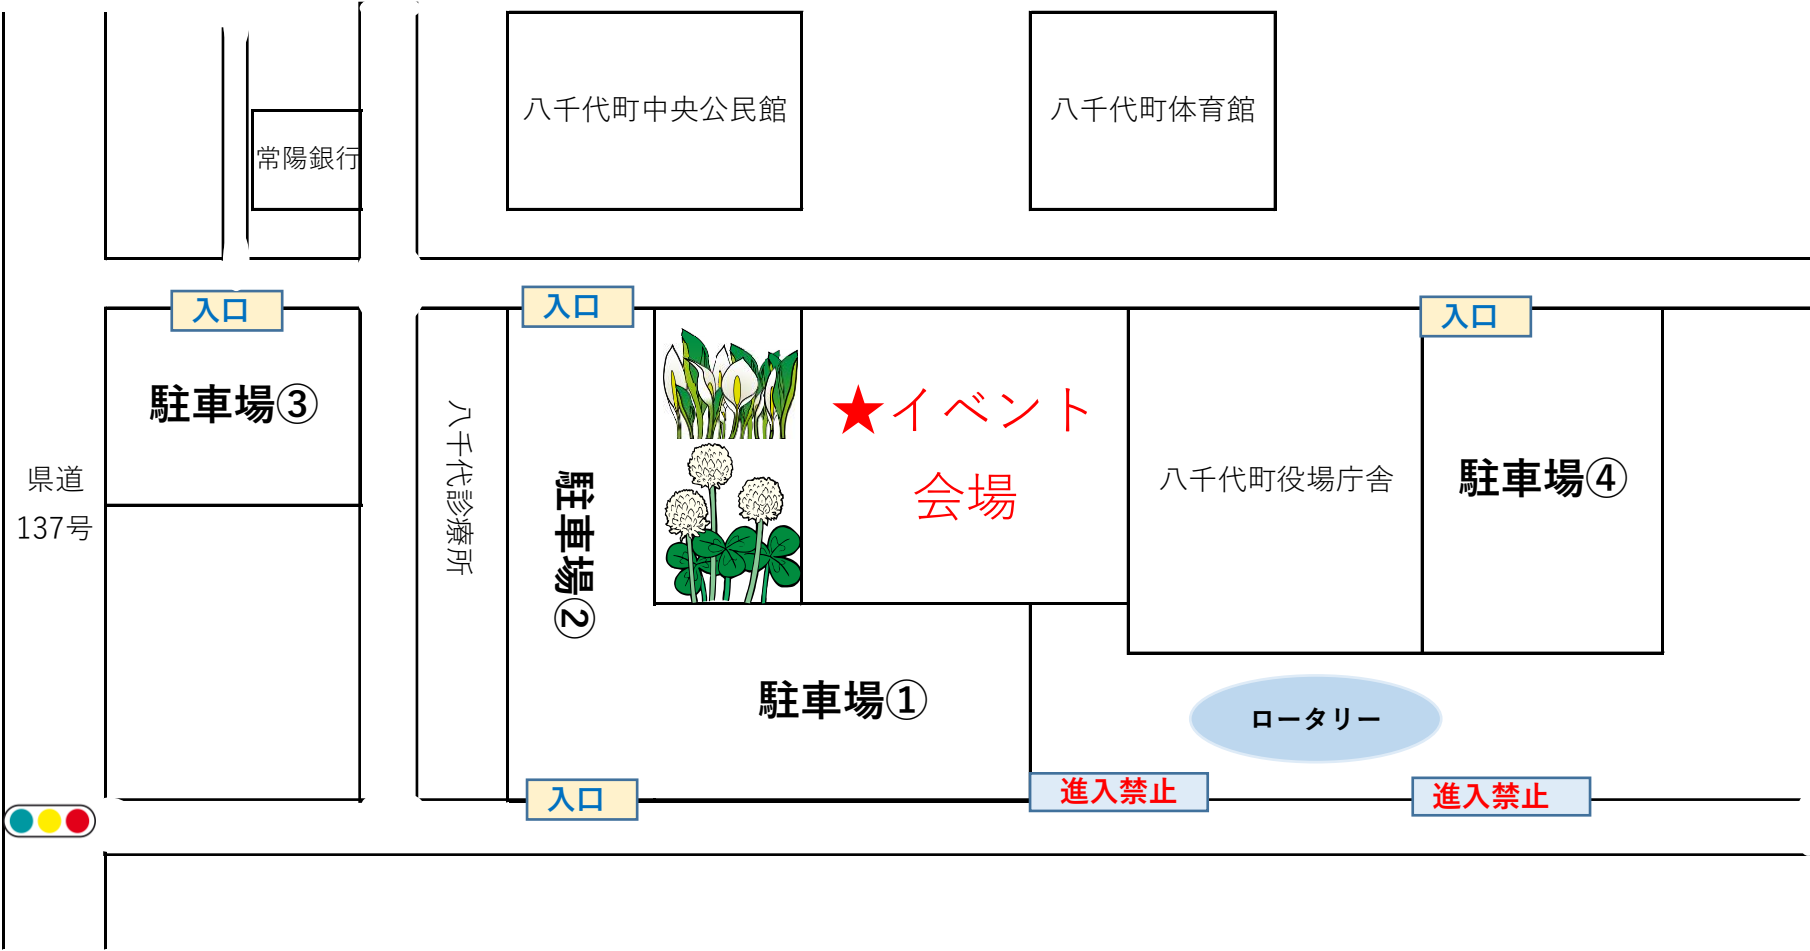 八千代町中央公民館
八千代町体育館
常陽銀行
入口
入口
入口
駐車場③
★イベント
会場
八千代診療所
県道
137号
駐車場②
八千代町役場庁舎
駐車場④
駐車場①
ロータリー
入口
進入禁止
進入禁止